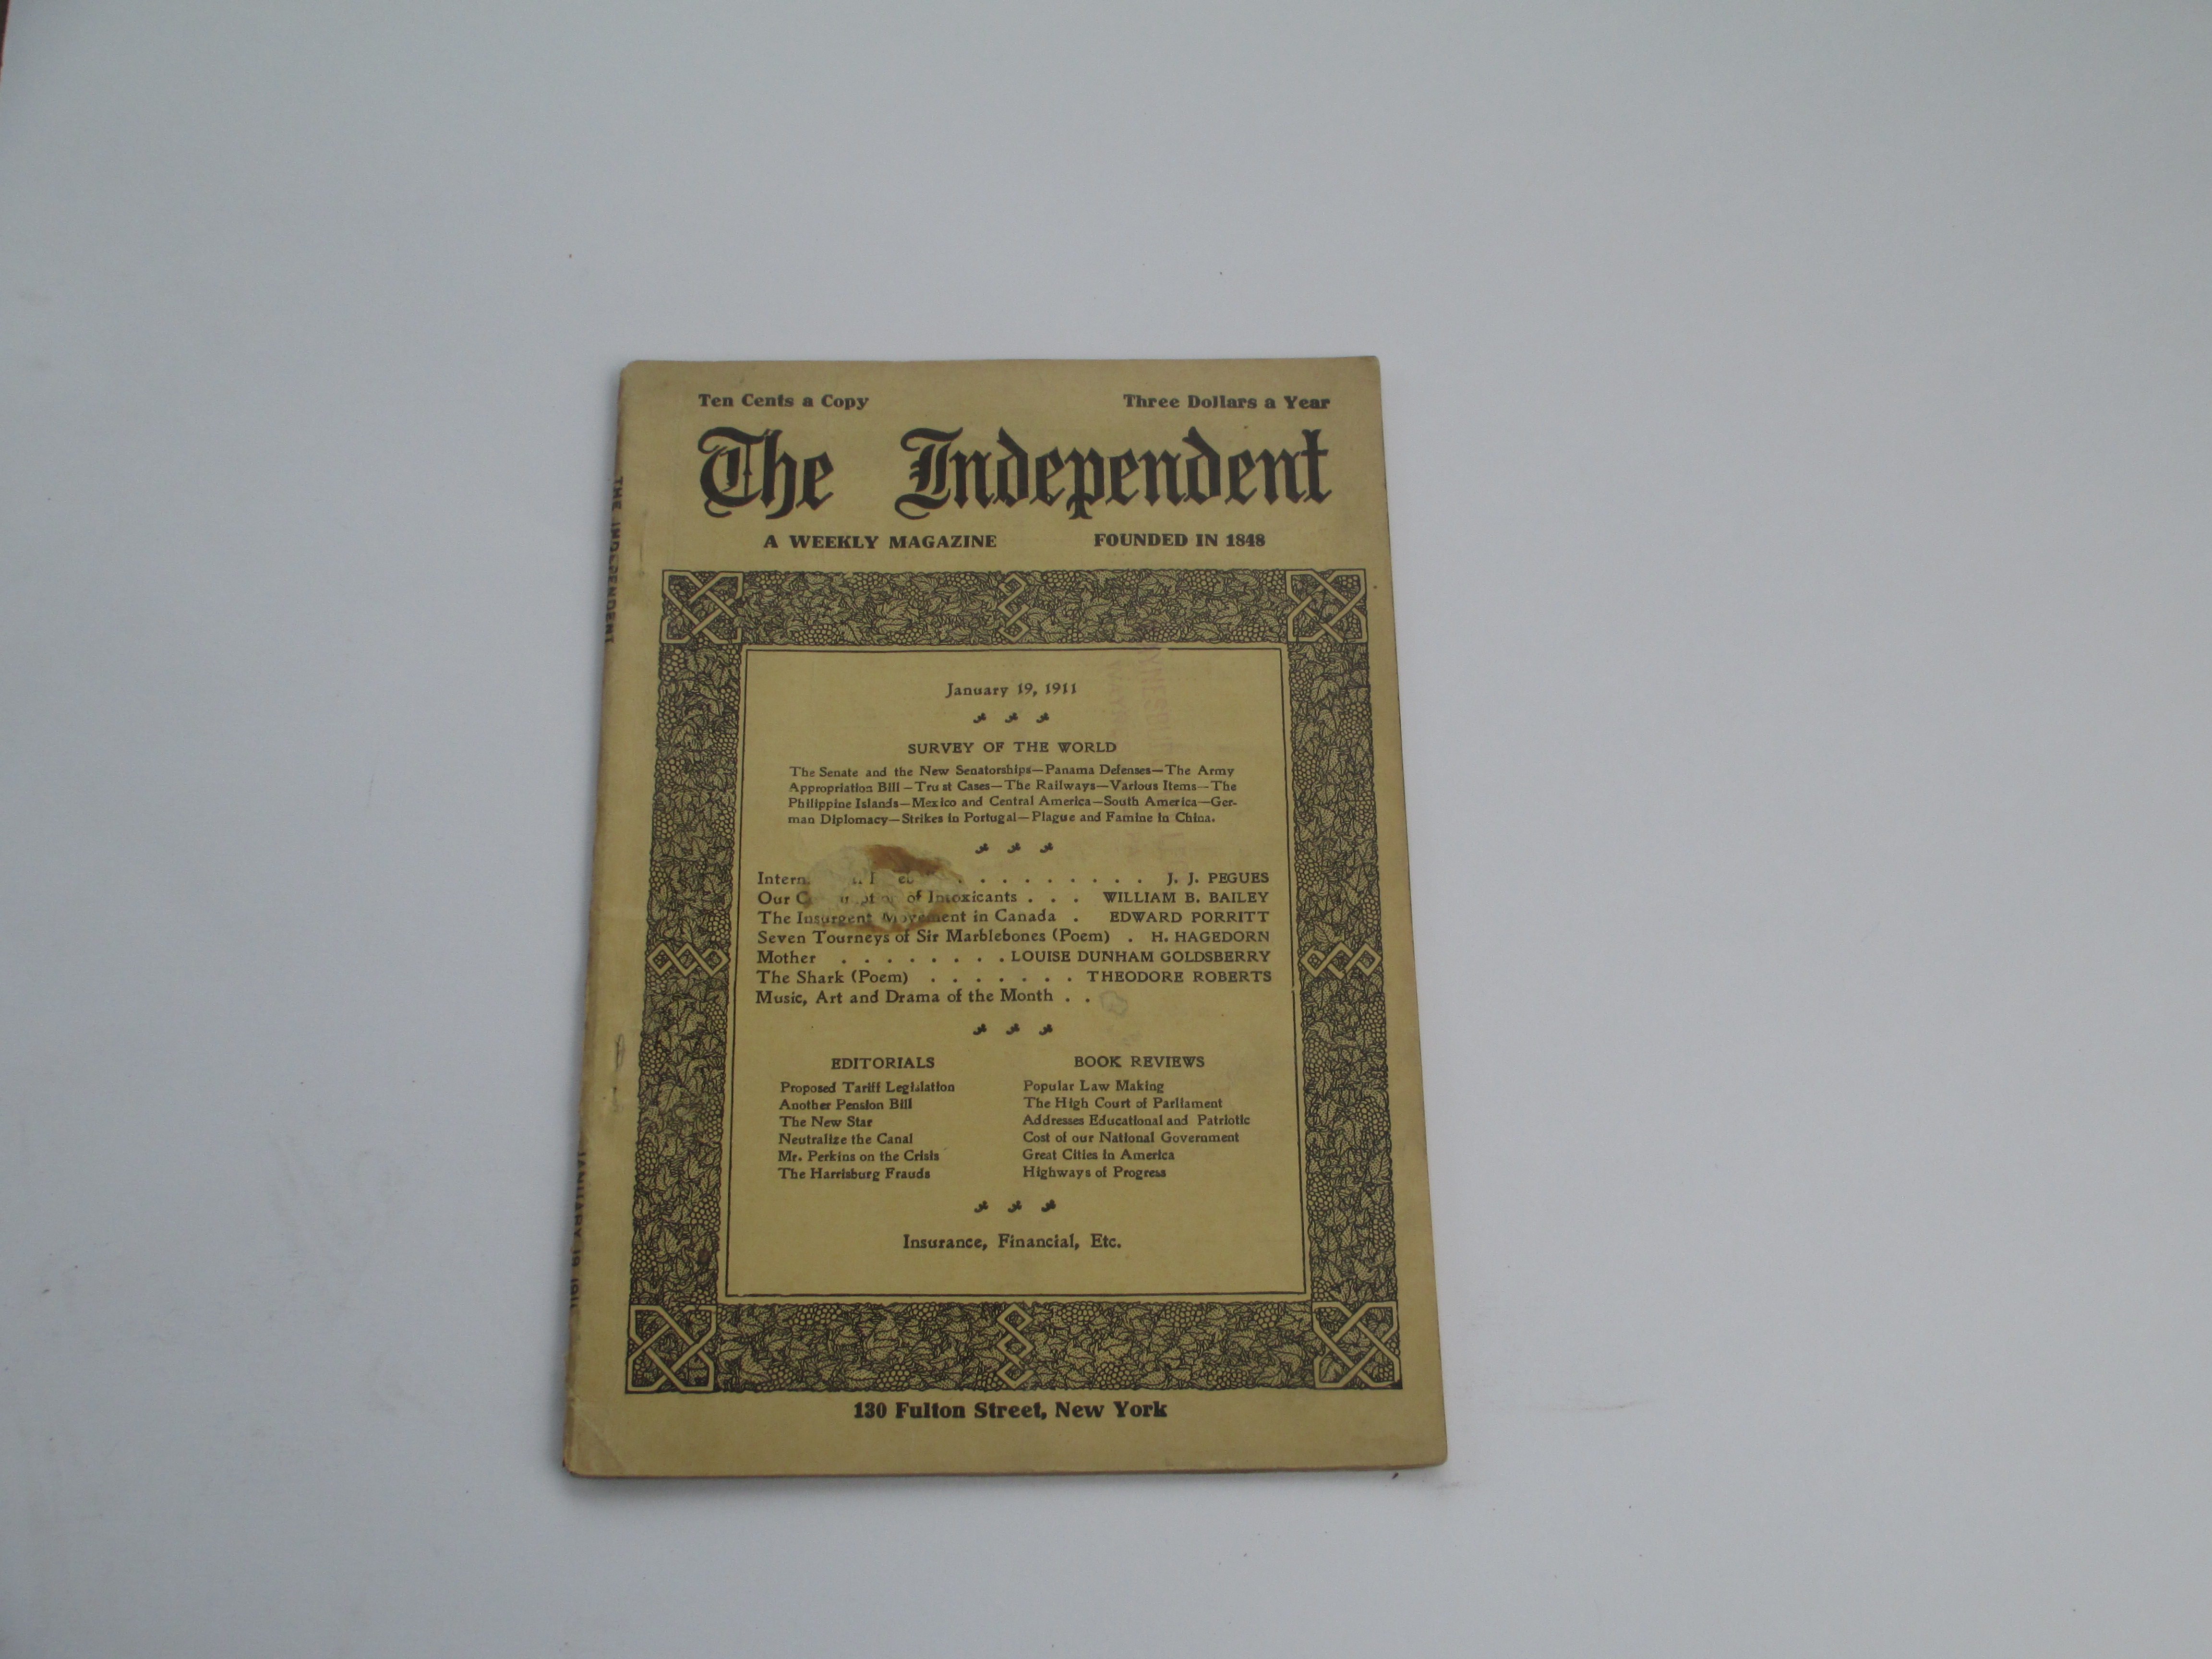 Ten Cents a Copy Three Dollars a Year
The Independent
A WEEKLY MAGAZINE FOUNDED IN 1848
January 19, 1911
SURVEY OF THE WORLD
The Senate and the New Senatorships—Panama Defenses—The Army
Appropriation Bill—Trust Cases—The Railways—Various Items—The
Philippine Islands—Mexico and Central America—South America—Ger-
man Diplomacy—Strikes in Portugal—Plague and Famine in China.
J. J. PEGUES
Our of Intoxicants . . . WILLIAM B. BAILEY
The Insurgent Movement in Canada . EDWARD PORRITT
Seven Tourneys of Sir Marblebones (Poem) . H. HAGEDORN
Mother . . . . . . . . LOUISE DUNHAM GOLDSBERRY
The Shark (Poem) . . . . . . . THEODORE ROBERTS
Music, Art and Drama of the Month . .
EDITORIALS
Proposed Tariff Legislation
Another Pension Bill
The New Star
Neutralize the Canal
Mr. Perkins on the Crisis
The Harrisburg Frauds
BOOK REVIEWS
Popular Law Making
The High Court of Parliament
Addresses Educational and Patriotic
Cost of our National Government
Great Cities in America
Highways of Progress
Insurance, Financial, Etc.
130 Fulton Street, New York
THE INDEPENDENT
JANUARY 19 1911